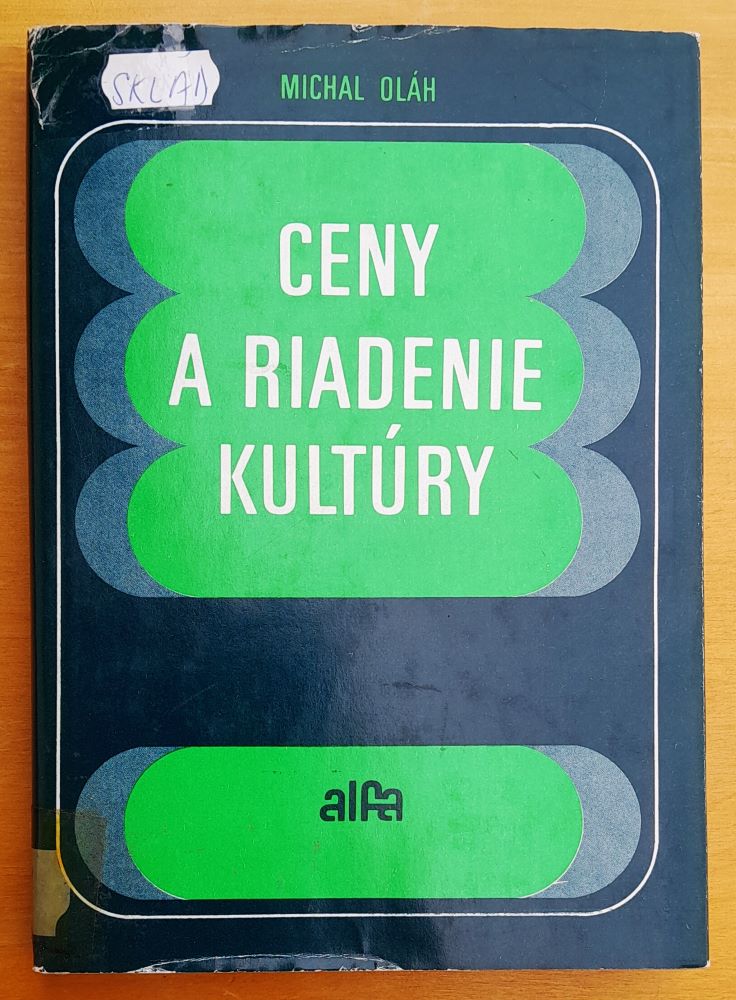 SKLAD
MICHAL OLÁH
CENY
A RIADENIE
KULTÚRY
alfa